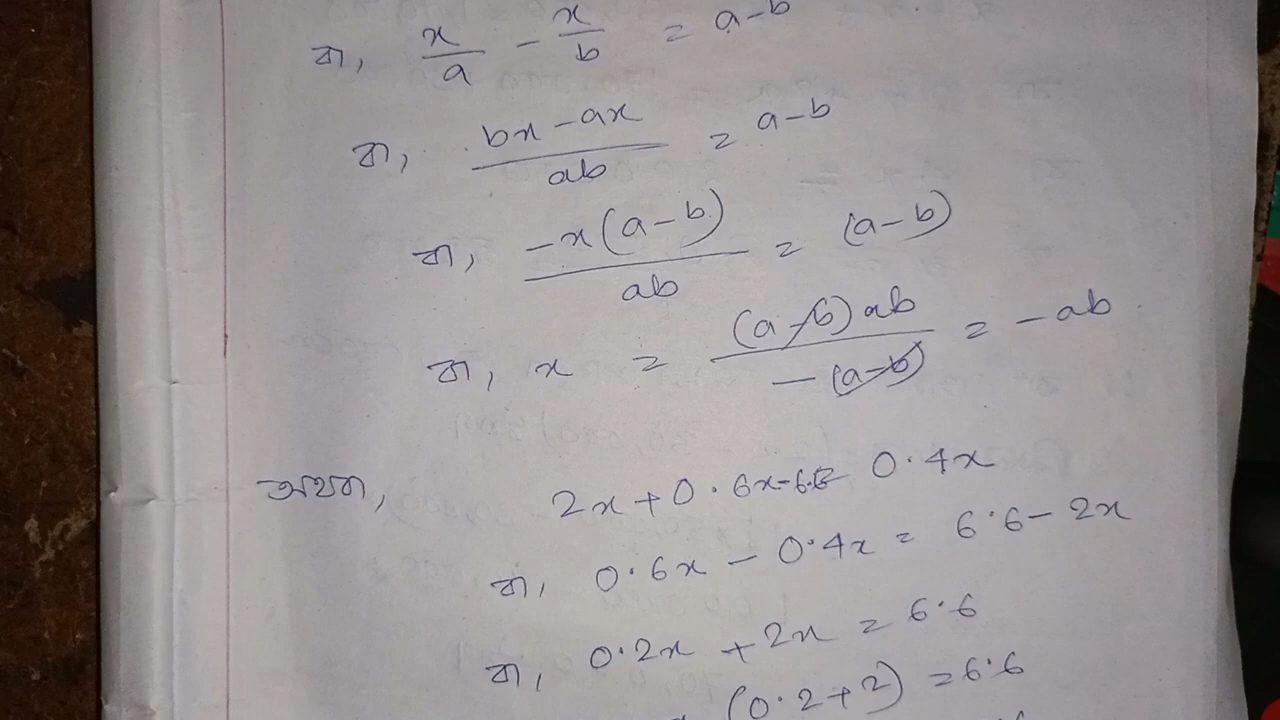 বা, x/a - x/b = a-b
বা, (bx - ax)/ab = a-b
বা, -x(a-b)/ab = (a-b)
বা, x = (a-b)ab/-(a-b) = -ab.
অথবা, 2x + 0.6x - 6.6 = 0.4x
বা, 0.6x - 0.4x = 6.6 - 2x
বা, 0.2x + 2x = 6.6
(0.2+2) = 6.6